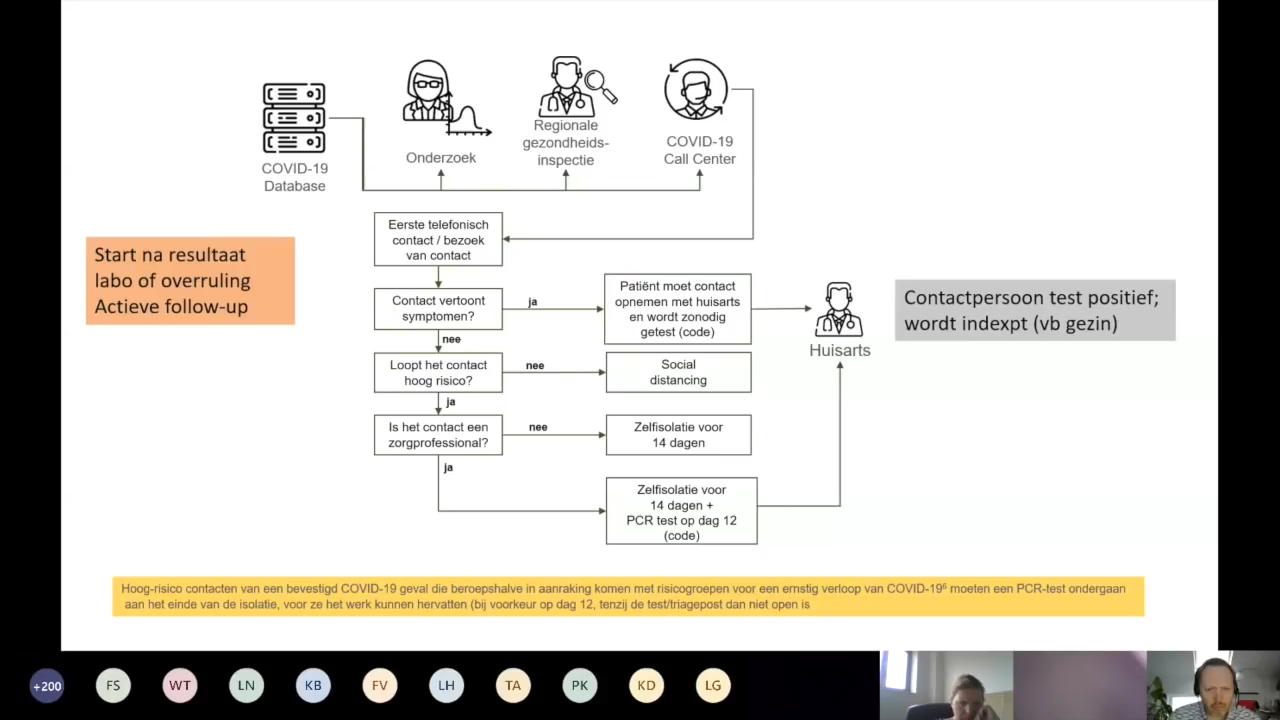 COVID-19
Database
Onderzoek
Regionale
gezondheids-
inspectie
COVID-19
Call Center
Eerste telefonisch
contact / bezoek
van contact
Start na resultaat
labo of overruling
Actieve follow-up
Contact vertoont
symptomen?
ja
Patiënt moet contact
opnemen met huisarts
en wordt zonodig
getest (code)
Huisarts
Contactpersoon test positief;
wordt indexpt (vb gezin)
nee
Loopt het contact
hoog risico?
nee
Social
distancing
ja
Is het contact een
zorgprofessional?
nee
Zelfisolatie voor
14 dagen
ja
Zelfisolatie voor
14 dagen +
PCR test op dag 12
(code)
Hoog-risico contacten van een bevestigd COVID-19 geval die beroepshalve in aanraking komen met risicogroepen voor een ernstig verloop van COVID-19⁶ moeten een PCR-test ondergaan
aan het einde van de isolatie, voor ze het werk kunnen hervatten (bij voorkeur op dag 12, tenzij de test/triagepost dan niet open is
+200
FS
WT
LN
KB
FV
LH
TA
PK
KD
LG